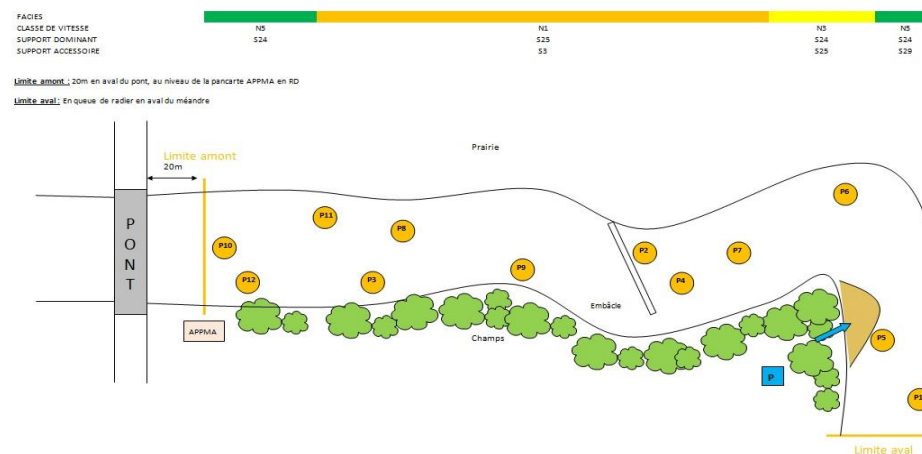 FACIES
CLASSE DE VITESSE N5 N1 N3 N5
SUPPORT DOMINANT S24 S25 S24 S24
SUPPORT ACCESSOIRE S3 S25 S29
Limite amont : 20m en aval du pont, au niveau de la pancarte APPMA en RD
Limite aval : En queue de radier en aval du méandre
Limite amont
20m
Prairie
PONT
P6
P11
P8
P10
P2
P7
P9
P12
P3
P4
Embâcle
APPMA
Champs
P5
P
Limite aval